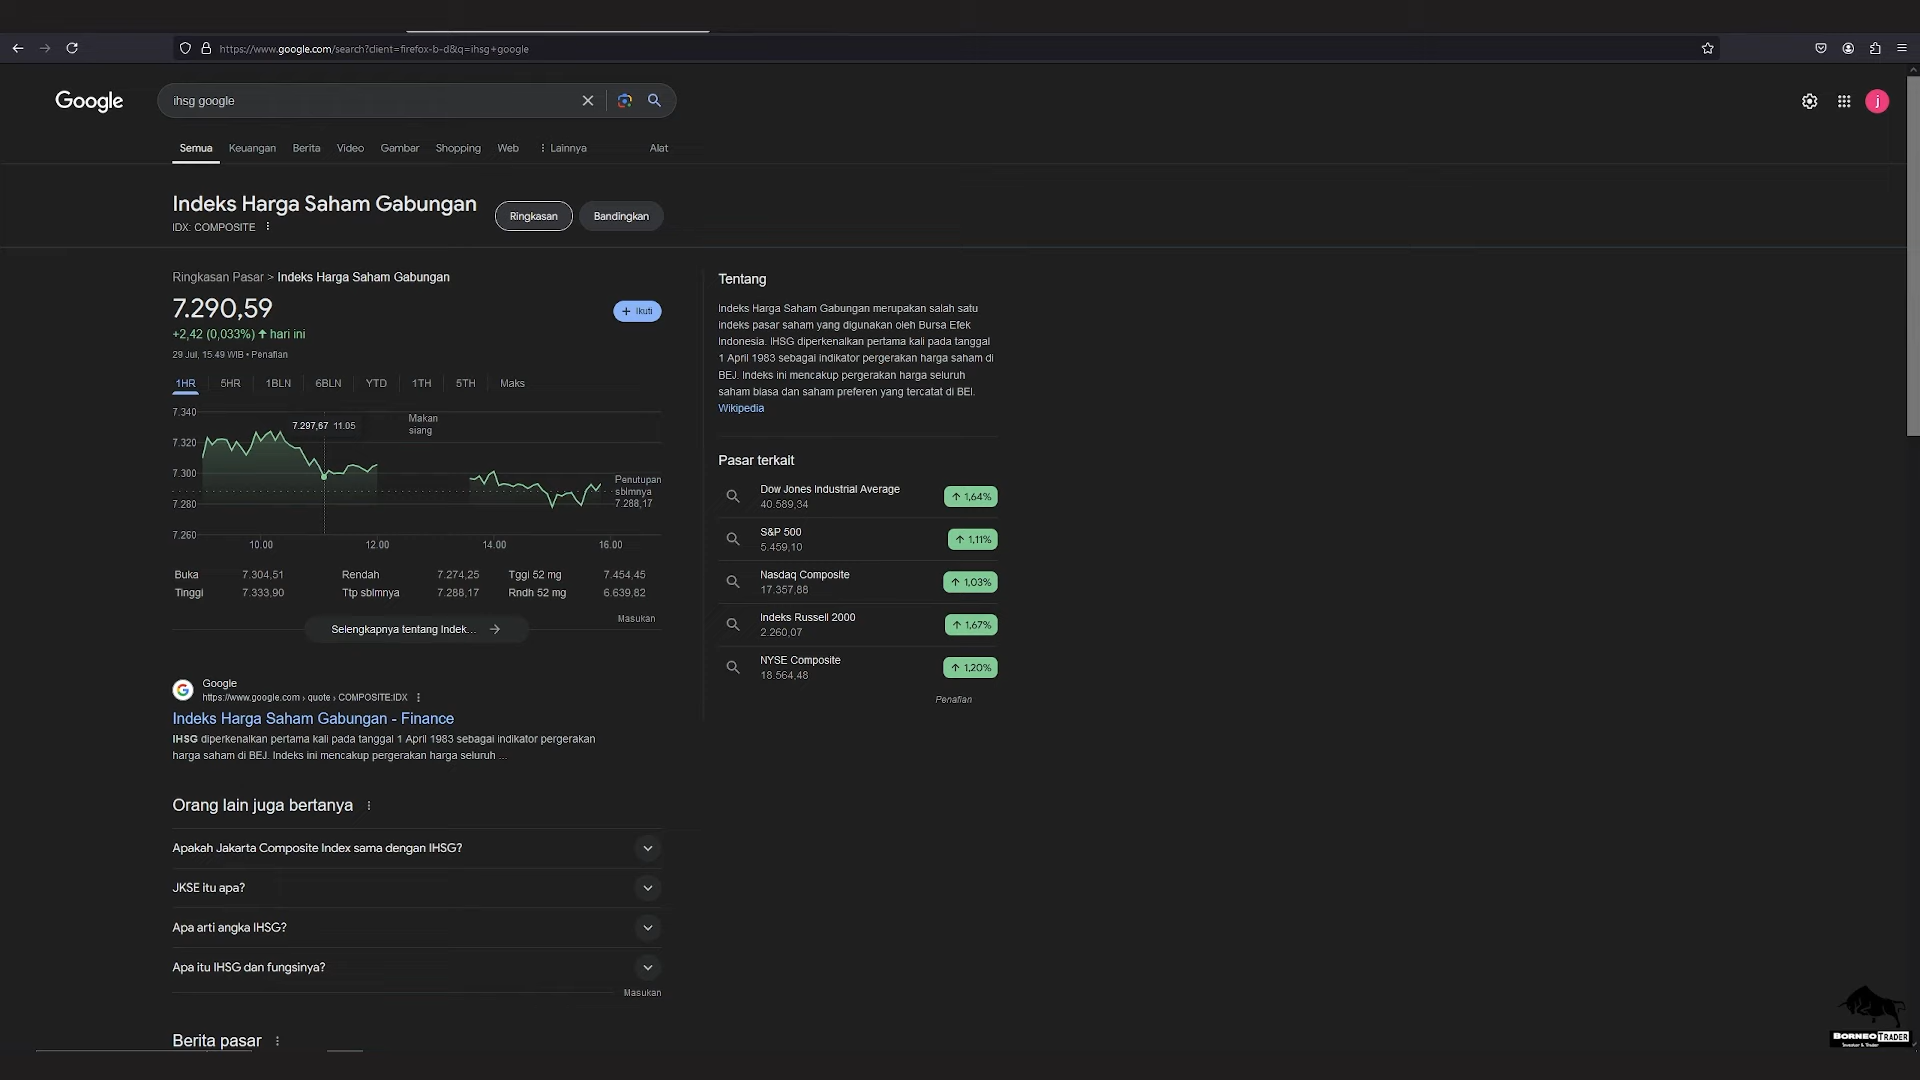 https://www.google.com/search?client=firefox-b-d&q=ihsg+google
Google
ihsg google
j
Semua Keuangan Berita Video Gambar Shopping Web Lainnya Alat
Indeks Harga Saham Gabungan
IDX: COMPOSITE
Ringkasan Bandingkan
Ringkasan Pasar > Indeks Harga Saham Gabungan
7.290,59
+ Ikuti
+2,42 (0,033%) ↑ hari ini
29 Jul, 15.49 WIB • Penafian
1HR 5HR 1BLN 6BLN YTD 1TH 5TH Maks
7.340
7.320
7.300
7.280
7.260
7.297,67 11.05
Makan
siang
Penutupan
sblmnya
7.288,17
10.00 12.00 14.00 16.00
Buka 7.304,51 Rendah 7.274,25 Tggi 52 mg 7.454,45
Tinggi 7.333,90 Ttp sblmnya 7.288,17 Rndh 52 mg 6.639,82
Masukan
Selengkapnya tentang Indek... →
Google
https://www.google.com › quote › COMPOSITE:IDX
Indeks Harga Saham Gabungan - Finance
IHSG diperkenalkan pertama kali pada tanggal 1 April 1983 sebagai indikator pergerakan
harga saham di BEJ. Indeks ini mencakup pergerakan harga seluruh ...
Orang lain juga bertanya
Apakah Jakarta Composite Index sama dengan IHSG?
JKSE itu apa?
Apa arti angka IHSG?
Apa itu IHSG dan fungsinya?
Masukan
Berita pasar
Tentang
Indeks Harga Saham Gabungan merupakan salah satu
indeks pasar saham yang digunakan oleh Bursa Efek
Indonesia. IHSG diperkenalkan pertama kali pada tanggal
1 April 1983 sebagai indikator pergerakan harga saham di
BEJ. Indeks ini mencakup pergerakan harga seluruh
saham biasa dan saham preferen yang tercatat di BEI.
Wikipedia
Pasar terkait
Dow Jones Industrial Average
40.589,34
↑ 1,64%
S&P 500
5.459,10
↑ 1,11%
Nasdaq Composite
17.357,88
↑ 1,03%
Indeks Russell 2000
2.260,07
↑ 1,67%
NYSE Composite
18.564,48
↑ 1,20%
Penafian
BORNEO TRADER
Investor & Trader